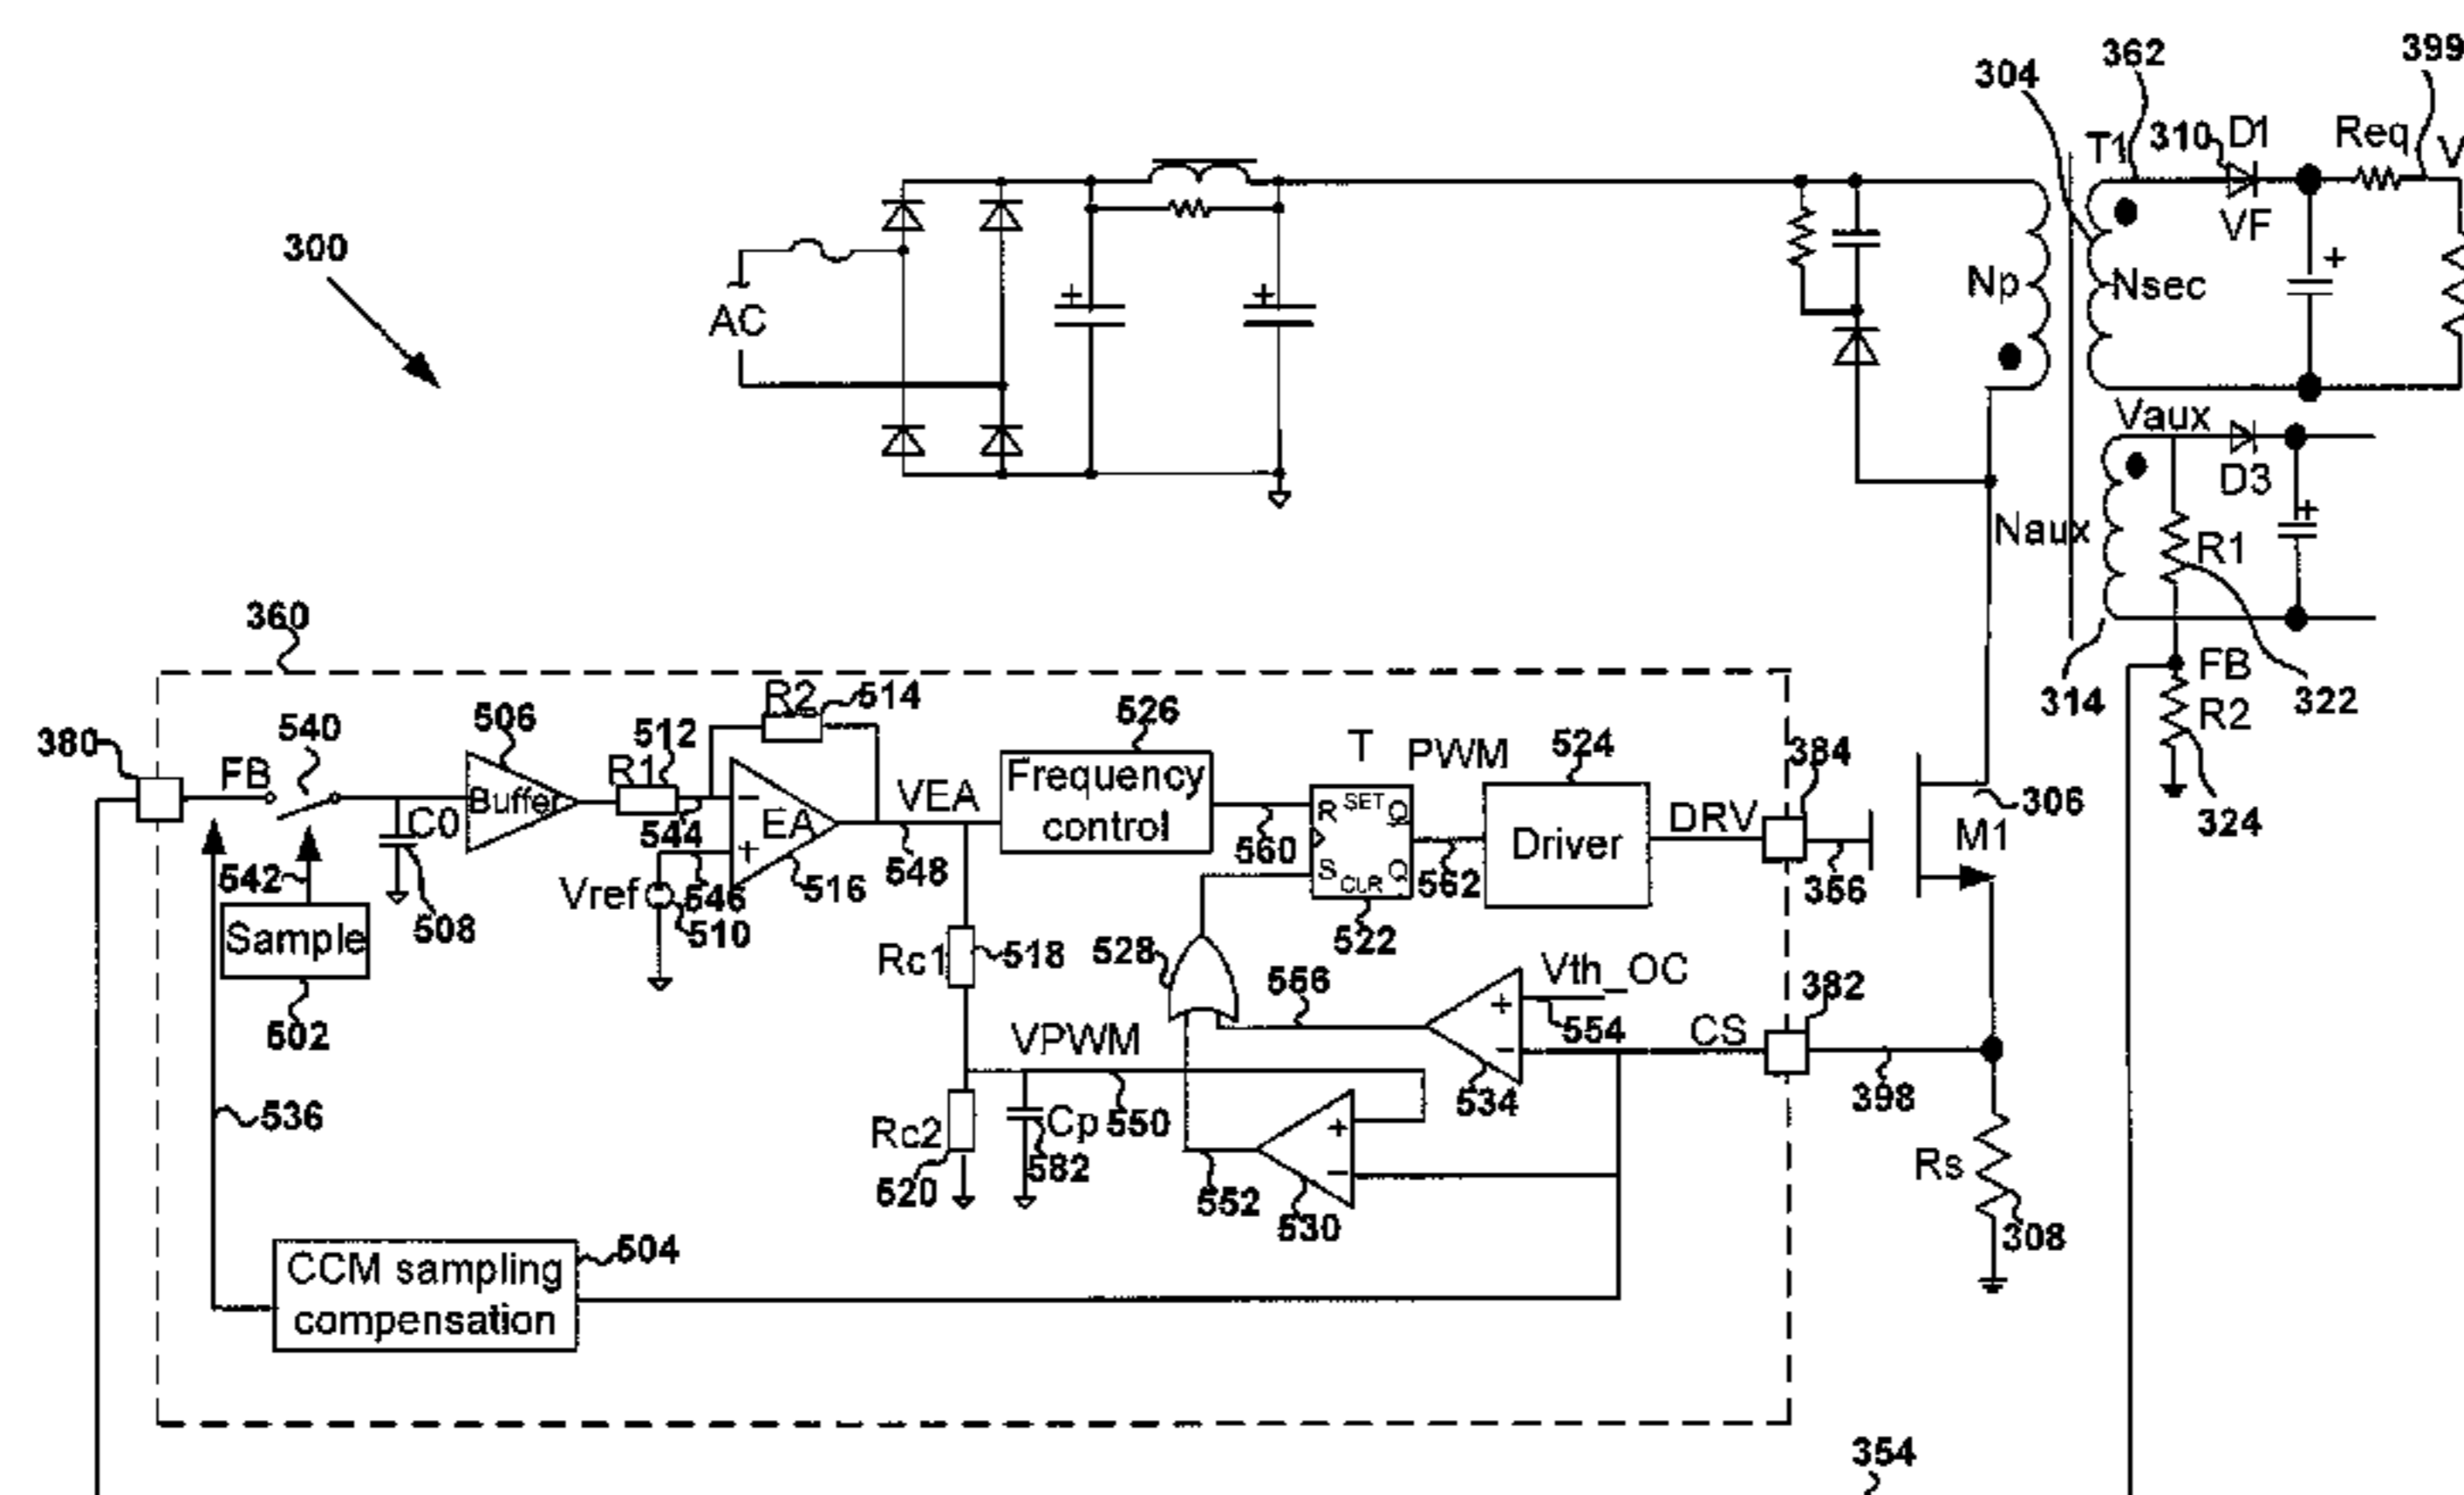 399
362
304
T1
310
D1
Req
V
VF
300
AC
Np
Nsec
Vaux
D3
Naux
R1
360
FB
314
322
R2
324
380
FB
540
506
512
R2
514
526
T
PWM
524
384
R1
Buffer
C0
544
EA
VEA
Frequency
control
R
SET
Q
S
CLR
Q
Driver
DRV
306
M1
542
Vref
546
510
516
548
560
562
356
508
Sample
502
Rc1
518
528
522
556
Vth_OC
554
382
CS
VPWM
534
398
536
Rc2
520
Cp
550
582
552
530
Rs
308
CCM sampling
compensation
504
354